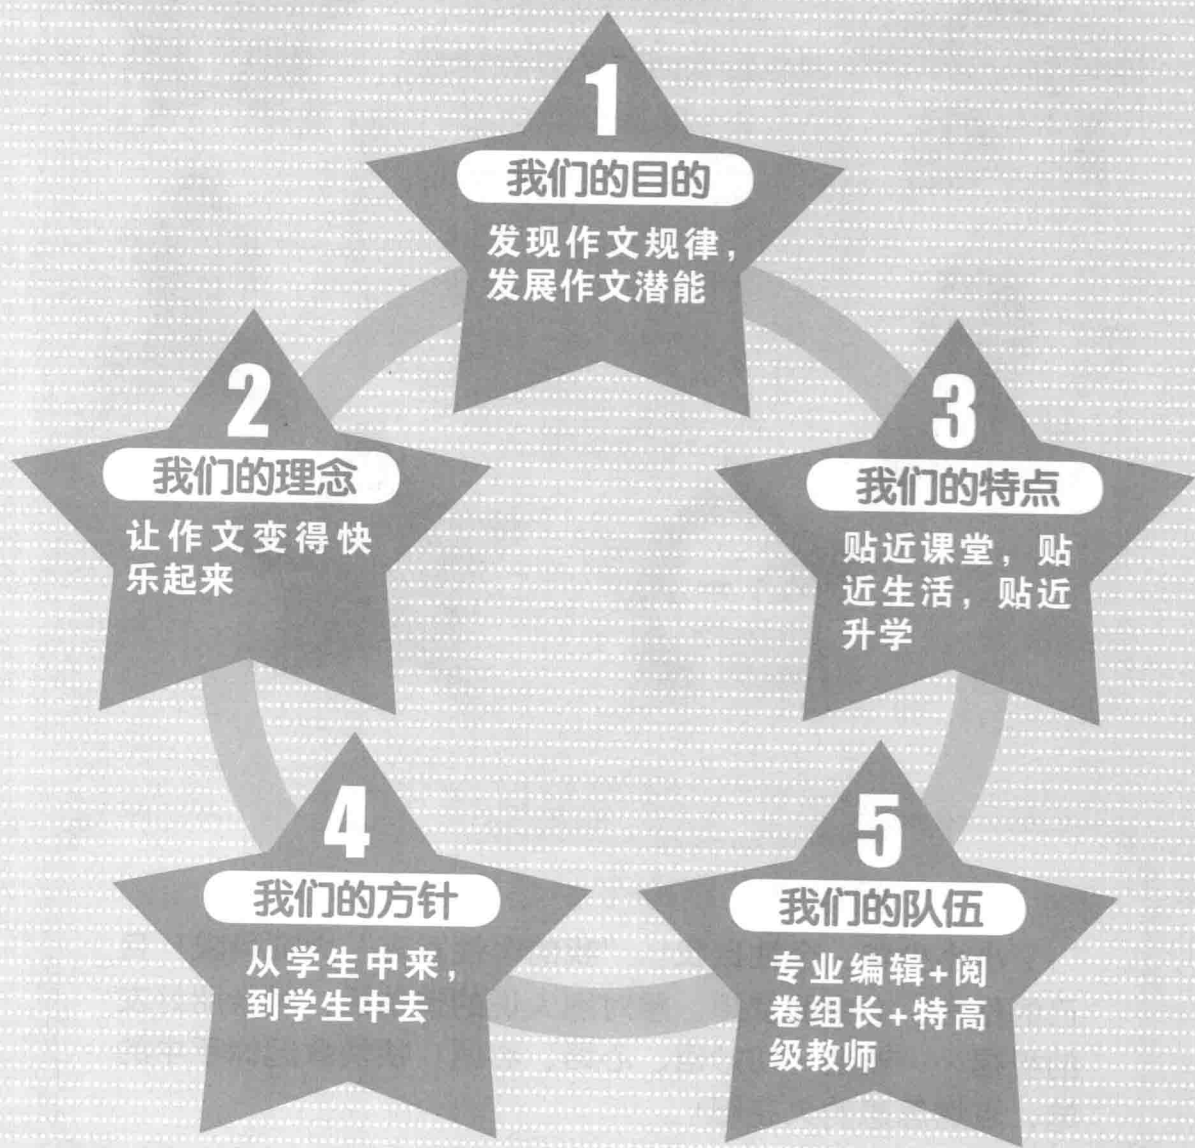 1
我们的目的
发现作文规律，
发展作文潜能
2
我们的理念
让作文变得快
乐起来
3
我们的特点
贴近课堂，贴
近生活，贴近
升学
4
我们的方针
从学生中来，
到学生中去
5
我们的队伍
专业编辑+阅
卷组长+特高
级教师